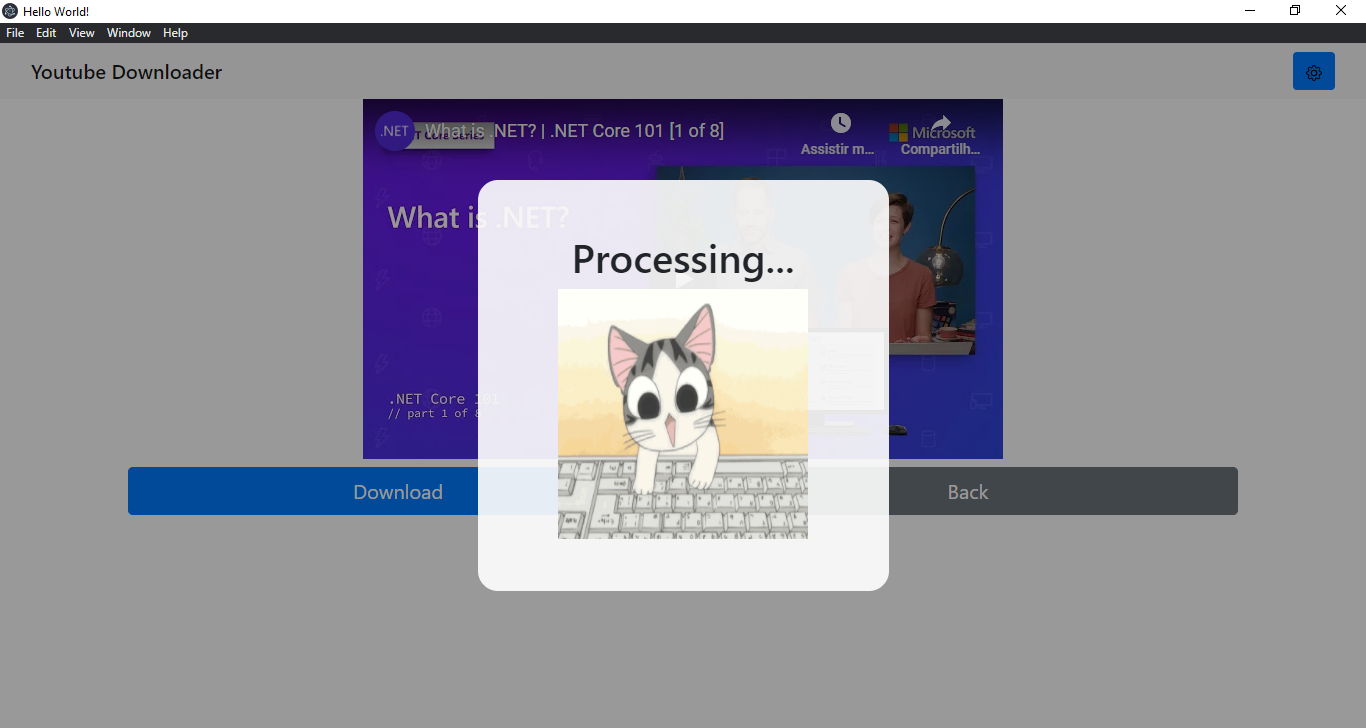 Hello World!
File Edit View Window Help
Youtube Downloader
.NET What is .NET? | .NET Core 101 [1 of 8]
Microsoft
Assistir m... Compartilh...
What is .NET?
Processing...
.NET Core 101
// part 1 of 8
Download Back